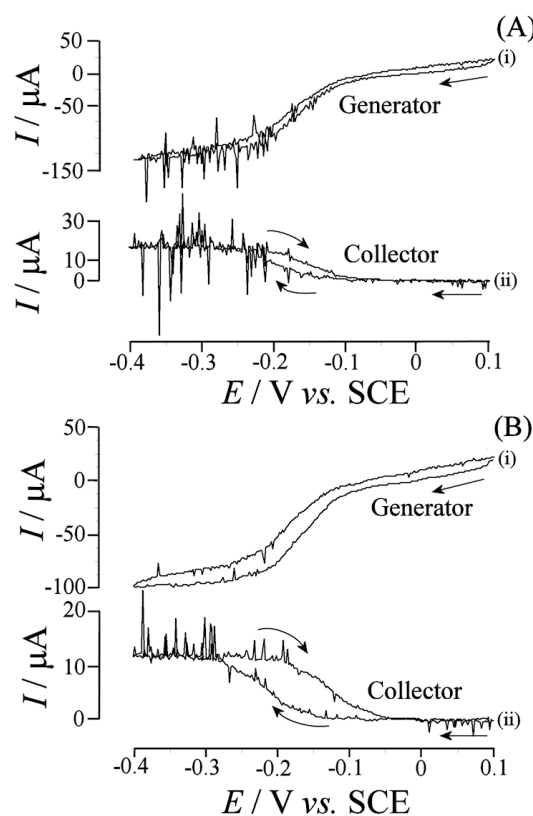 (A)
50
0
-50
-150
I / μA
(i)
Generator
30
10
0
I / μA
Collector
(ii)
-0.4 -0.3 -0.2 -0.1 0 0.1
E / V vs. SCE
(B)
50
0
-50
-100
I / μA
(i)
Generator
20
10
0
I / μA
Collector
(ii)
-0.4 -0.3 -0.2 -0.1 0 0.1
E / V vs. SCE